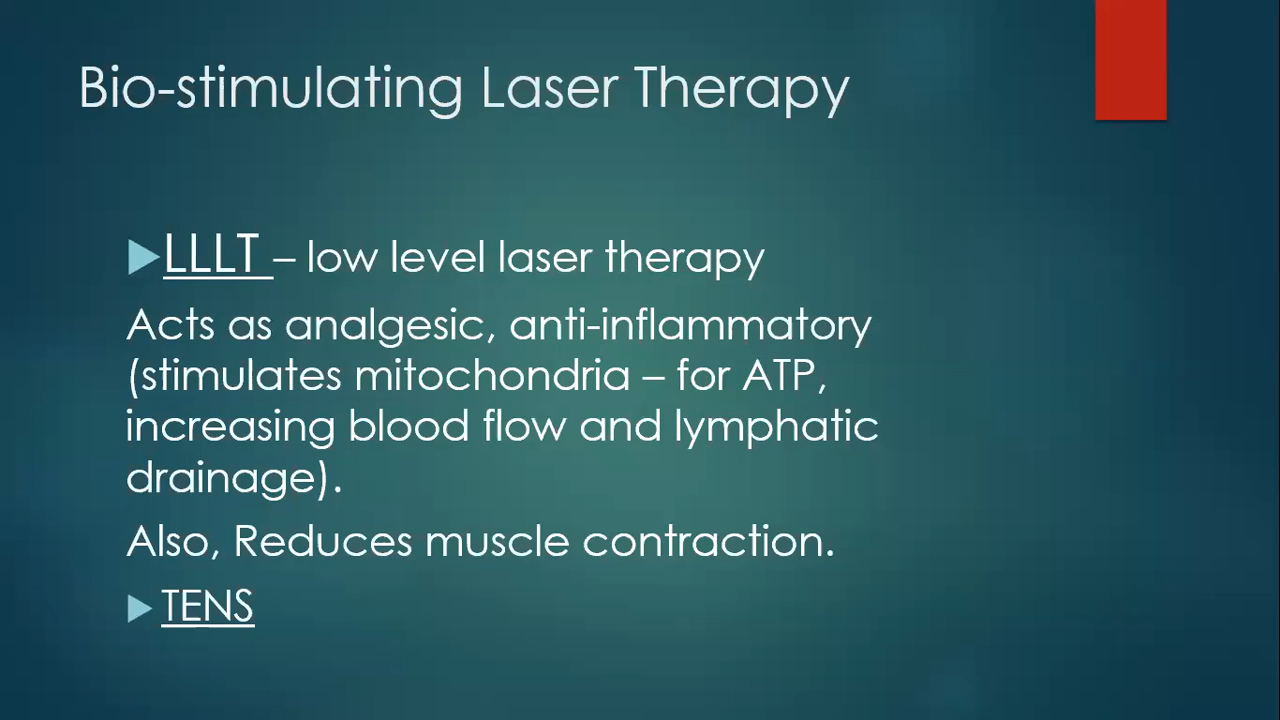 Bio-stimulating Laser Therapy
LLLT – low level laser therapy
Acts as analgesic, anti-inflammatory
(stimulates mitochondria – for ATP,
increasing blood flow and lymphatic
drainage).
Also, Reduces muscle contraction.
TENS